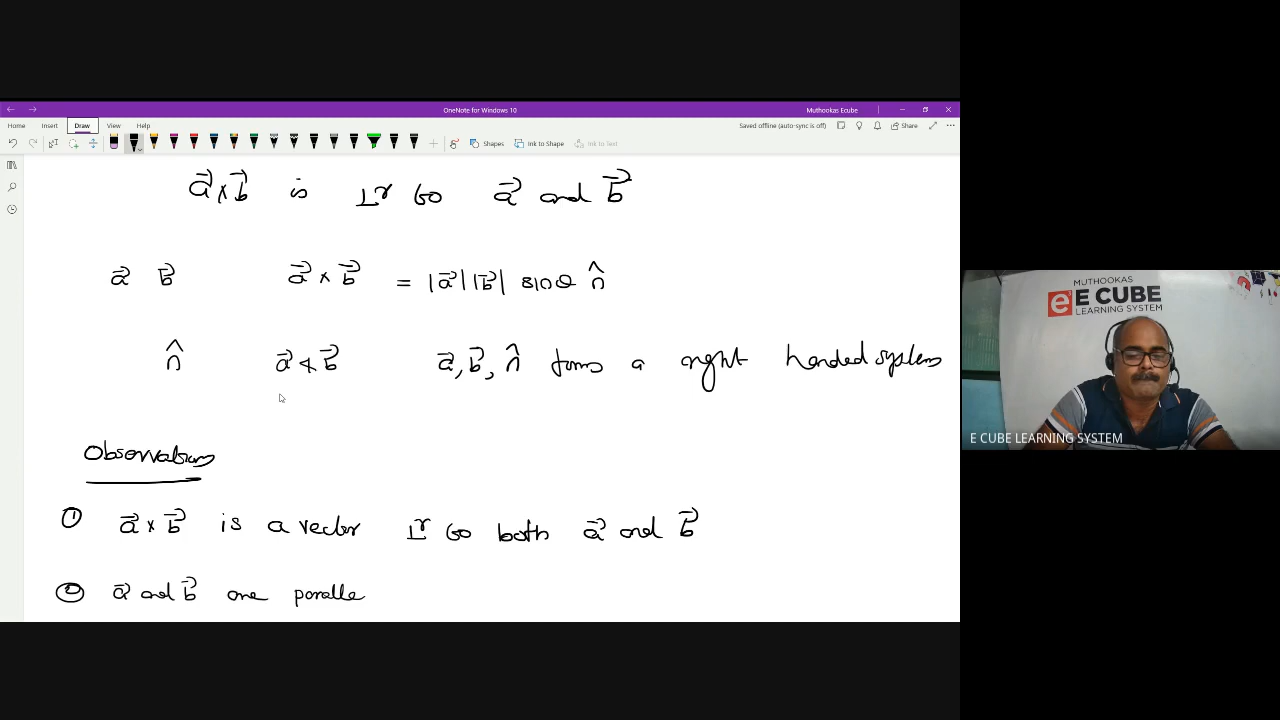 OneNote for Windows 10
Muthookas Ecube
Home Insert Draw View Help
Saved offline (auto-sync is off) Share
Shapes Ink to Shape Ink to Text
a⃗ × b⃗ is ⊥r to a⃗ and b⃗
a⃗ b⃗ a⃗ × b⃗ = |a⃗| |b⃗| sinθ n̂
n̂ a⃗ & b⃗ a⃗, b⃗, n̂ forms a right handed system
Observations
① a⃗ × b⃗ is a vector ⊥r to both a⃗ and b⃗
② a⃗ and b⃗ are paralle
MUTHOOKAS
e3 E CUBE
LEARNING SYSTEM
E CUBE LEARNING SYSTEM